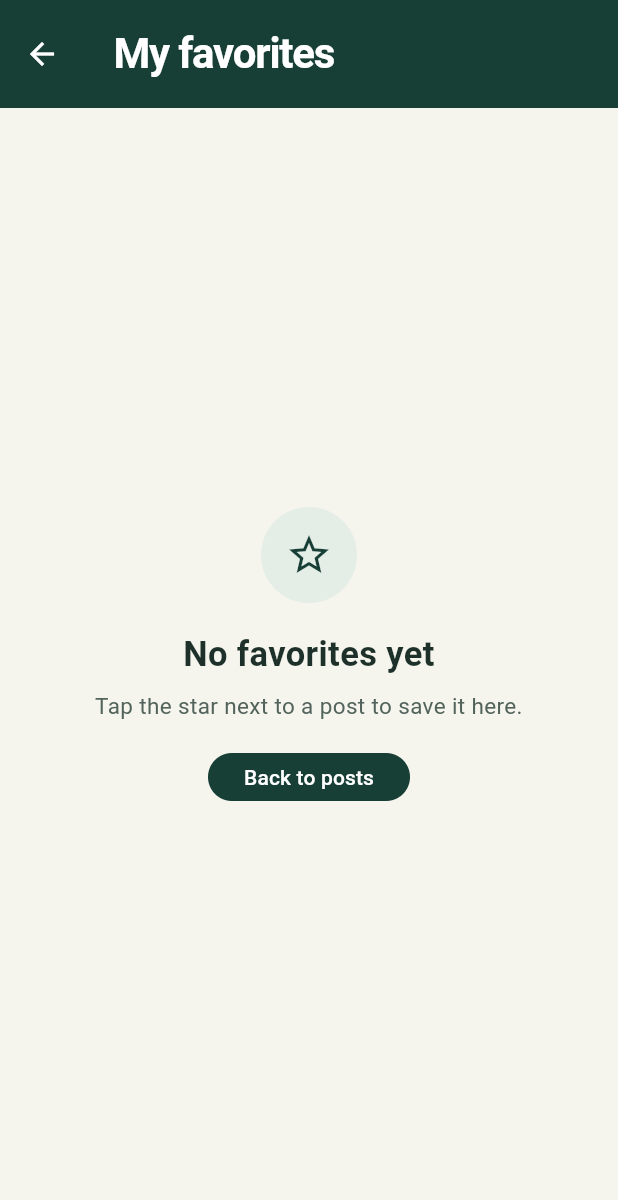 My favorites
No favorites yet
Tap the star next to a post to save it here.
Back to posts